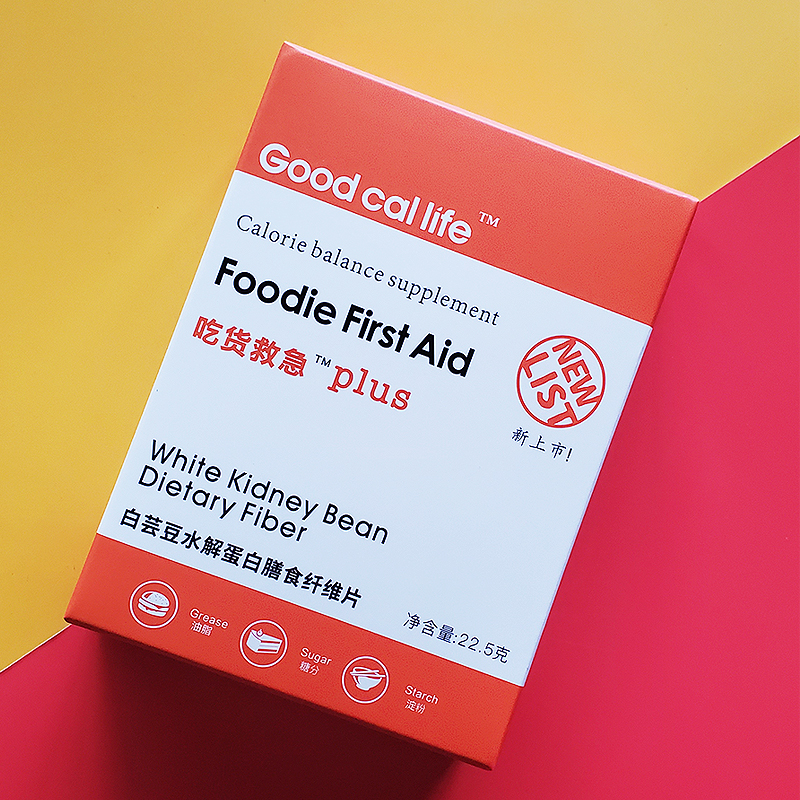 Good cal life™
Calorie balance supplement
Foodie First Aid
吃货救急™plus
NEW
LIST
新上市!
White Kidney Bean
Dietary Fiber
白芸豆水解蛋白膳食纤维片
净含量:22.5克
Grease
油脂
Sugar
糖分
Starch
淀粉